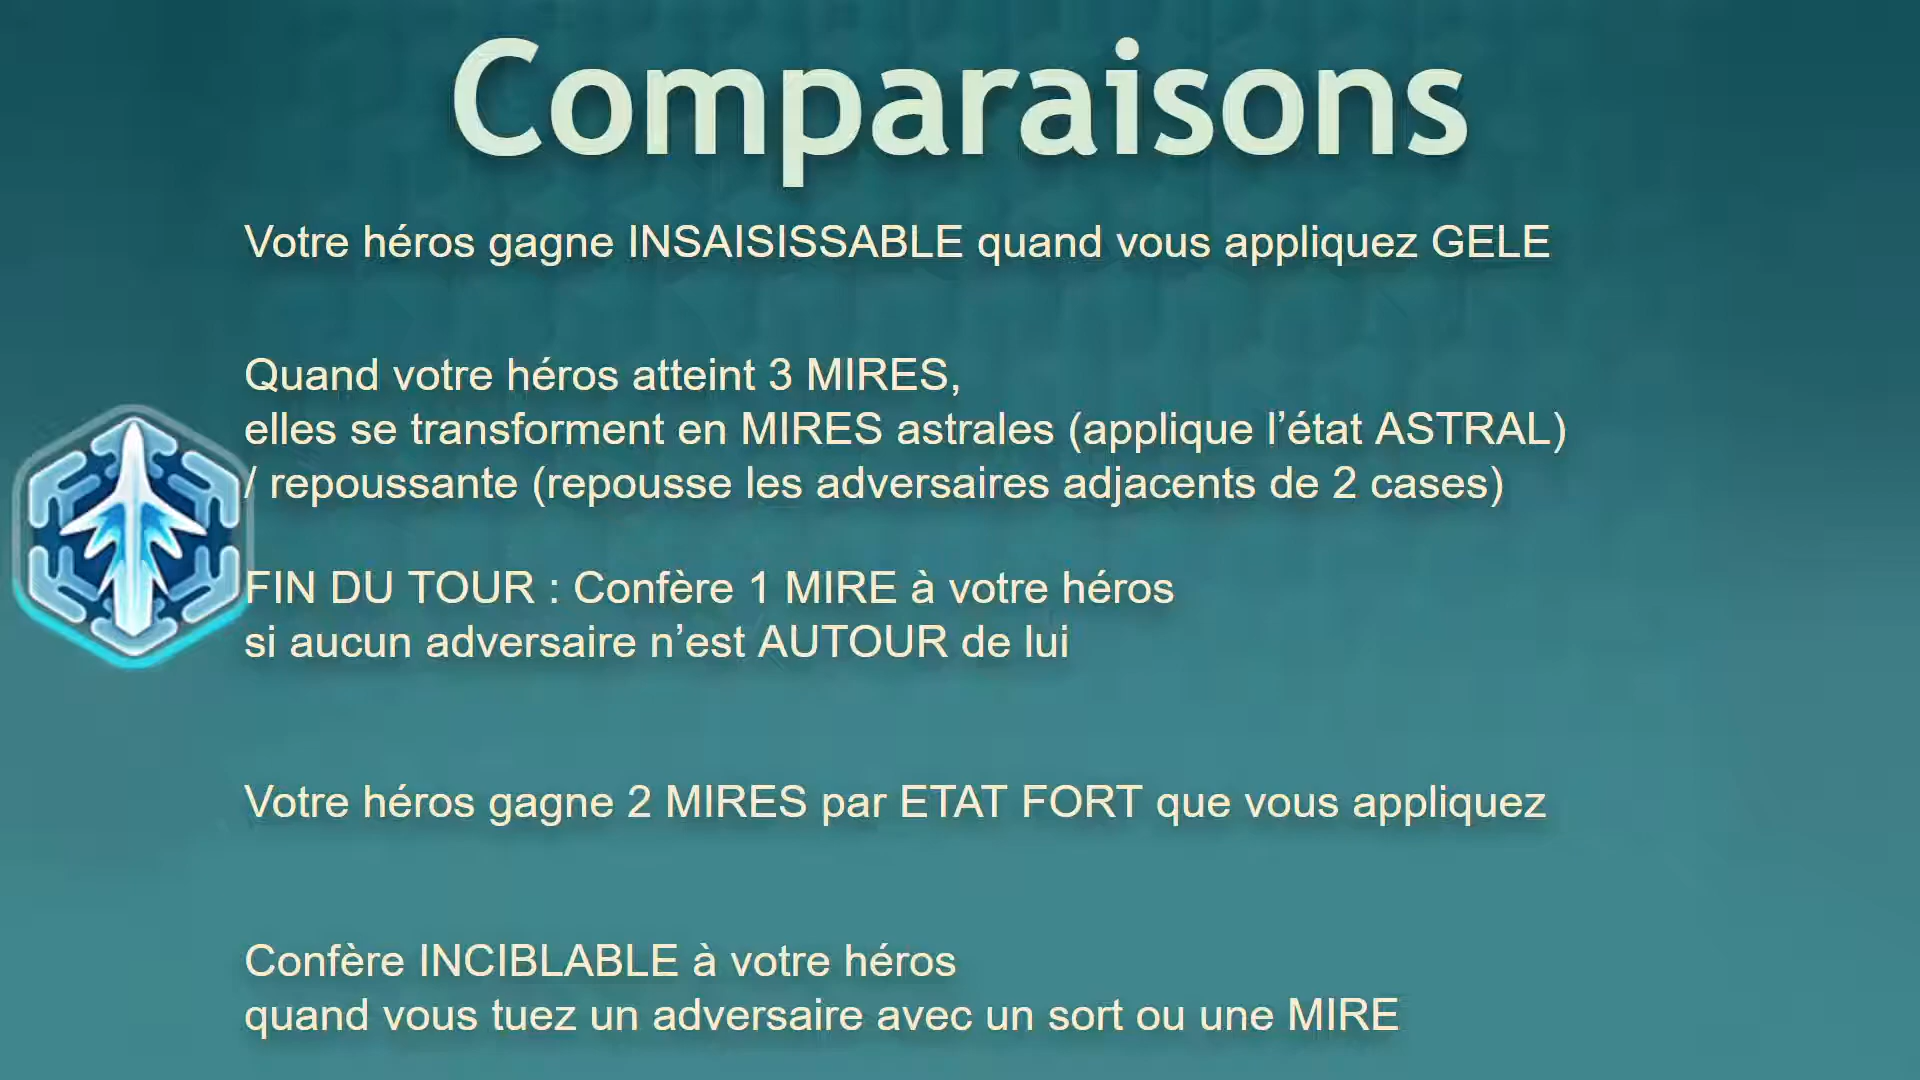 Comparaisons
Votre héros gagne INSAISISSABLE quand vous appliquez GELE
Quand votre héros atteint 3 MIRES,
elles se transforment en MIRES astrales (applique l’état ASTRAL)
/ repoussante (repousse les adversaires adjacents de 2 cases)
FIN DU TOUR : Confère 1 MIRE à votre héros
si aucun adversaire n’est AUTOUR de lui
Votre héros gagne 2 MIRES par ETAT FORT que vous appliquez
Confère INCIBLABLE à votre héros
quand vous tuez un adversaire avec un sort ou une MIRE